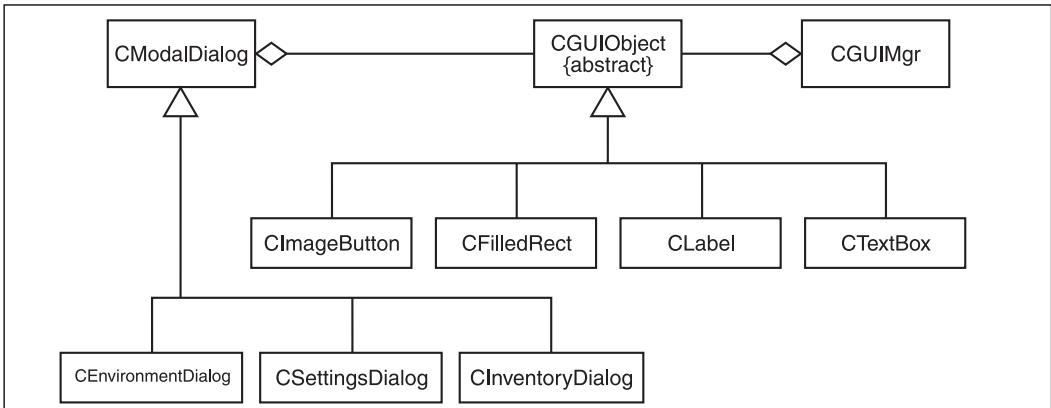 CModalDialog
CGUIObject
{abstract}
CGUIMgr
CImageButton
CFilledRect
CLabel
CTextBox
CEnvironmentDialog
CSettingsDialog
CInventoryDialog